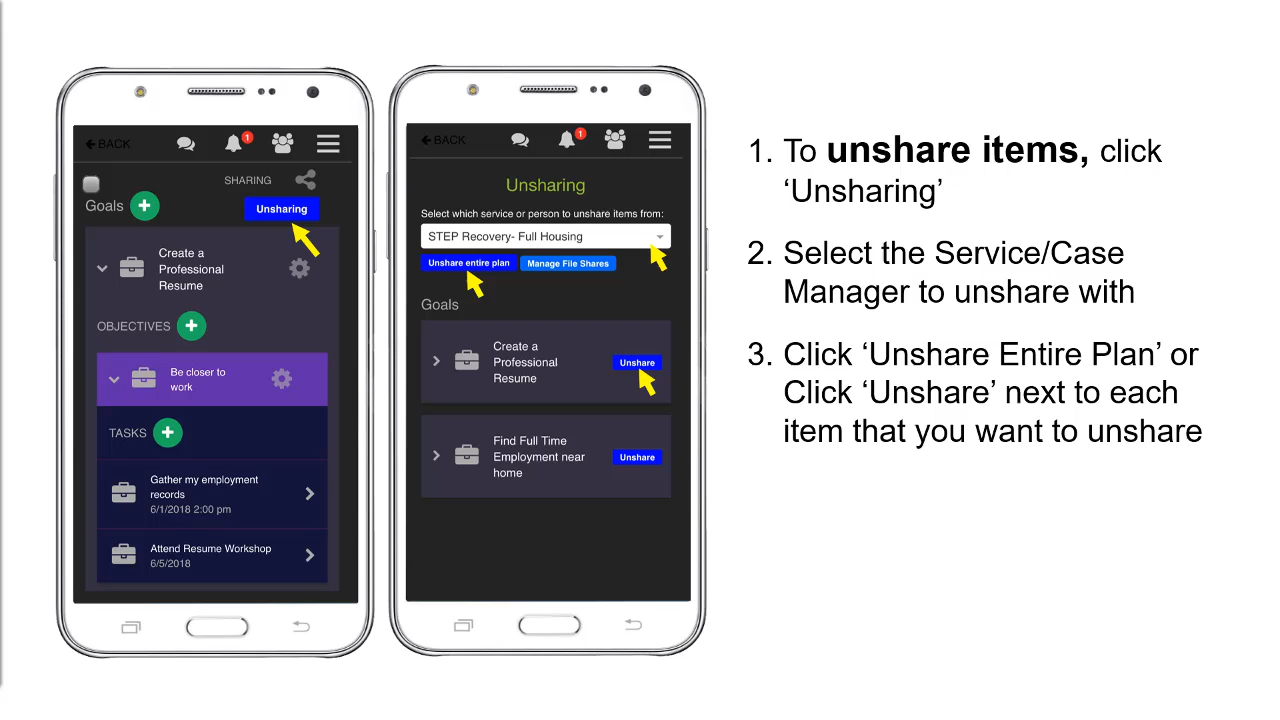 BACK
1
SHARING
Goals
Unsharing
Create a
Professional
Resume
OBJECTIVES
Be closer to
work
TASKS
Gather my employment
records
6/1/2018 2:00 pm
Attend Resume Workshop
6/5/2018
BACK
1
Unsharing
Select which service or person to unshare items from:
STEP Recovery- Full Housing
Unshare entire plan
Manage File Shares
Goals
Create a
Professional
Resume
Unshare
Find Full Time
Employment near
home
Unshare
1. To unshare items, click
‘Unsharing’
2. Select the Service/Case
Manager to unshare with
3. Click ‘Unshare Entire Plan’ or
Click ‘Unshare’ next to each
item that you want to unshare